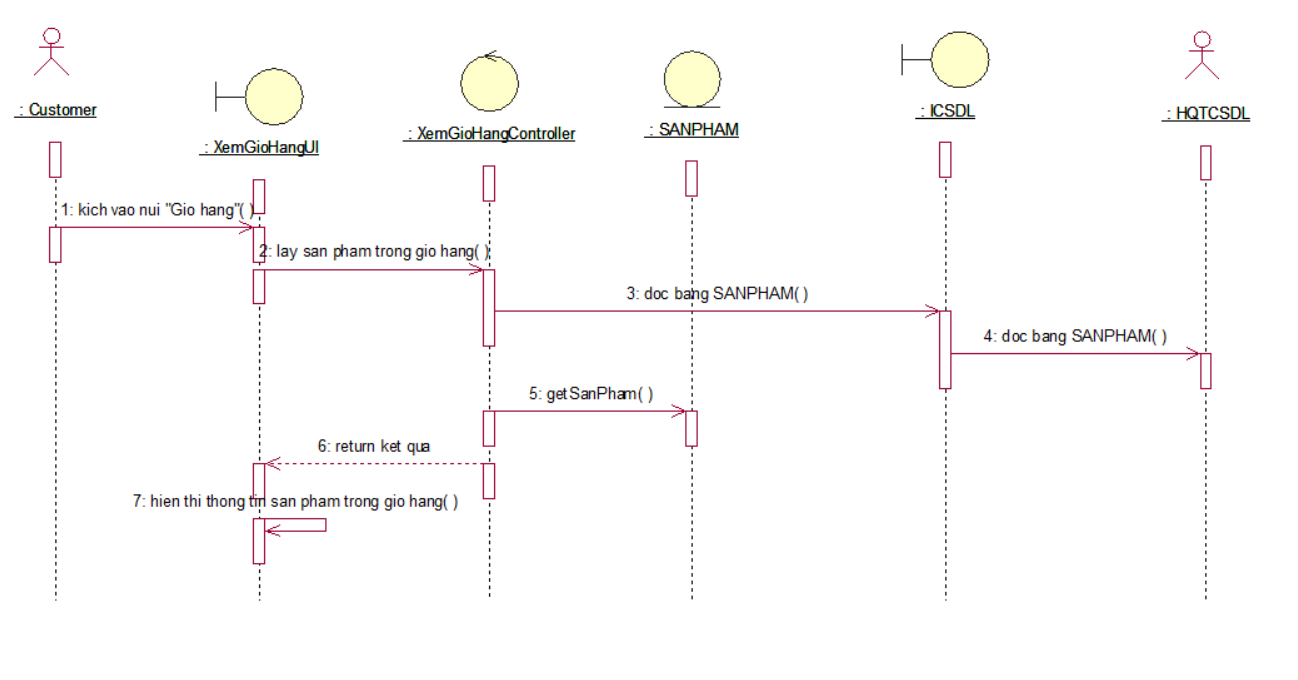 : Customer
: XemGioHangUI
: XemGioHangController
: SANPHAM
: ICSDL
: HQTCSDL
1: kich vao nui "Gio hang"( )
2: lay san pham trong gio hang( )
3: doc bang SANPHAM( )
4: doc bang SANPHAM( )
5: getSanPham( )
6: return ket qua
7: hien thi thong tin san pham trong gio hang( )